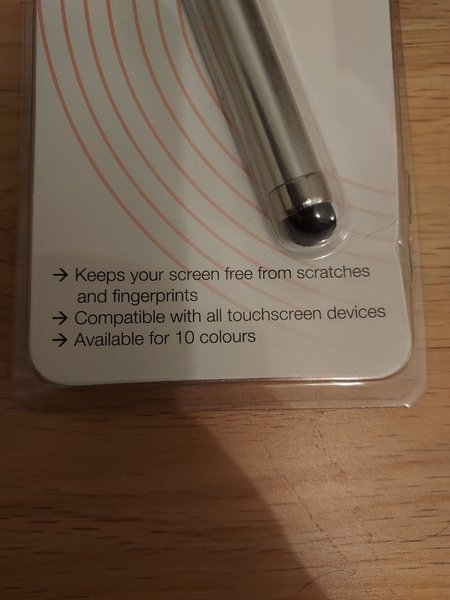 → Keeps your screen free from scratches
and fingerprints
→ Compatible with all touchscreen devices
→ Available for 10 colours